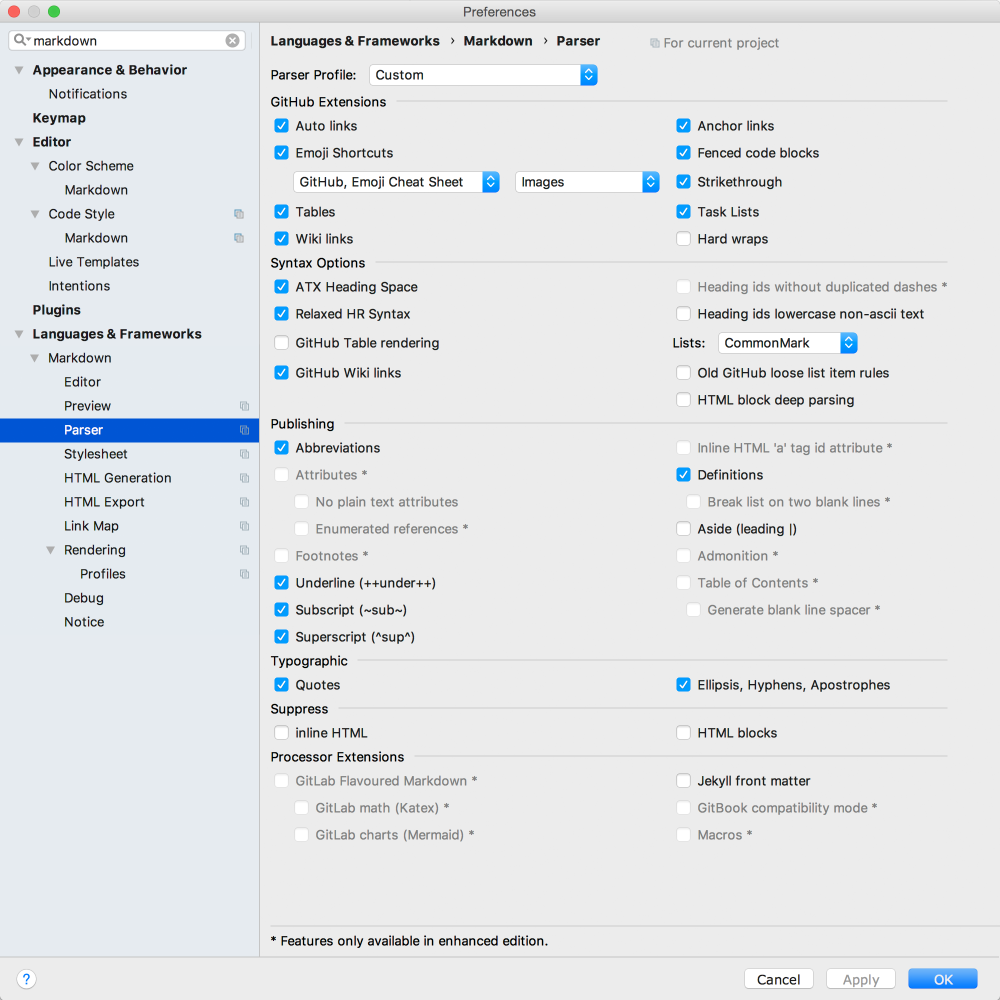 Preferences
markdown
Appearance & Behavior
Notifications
Keymap
Editor
Color Scheme
Markdown
Code Style
Markdown
Live Templates
Intentions
Plugins
Languages & Frameworks
Markdown
Editor
Preview
Parser
Stylesheet
HTML Generation
HTML Export
Link Map
Rendering
Profiles
Debug
Notice
?
Languages & Frameworks › Markdown › Parser For current project
Parser Profile: Custom
GitHub Extensions
Auto links Anchor links
Emoji Shortcuts Fenced code blocks
GitHub, Emoji Cheat Sheet Images Strikethrough
Tables Task Lists
Wiki links Hard wraps
Syntax Options
ATX Heading Space Heading ids without duplicated dashes *
Relaxed HR Syntax Heading ids lowercase non-ascii text
GitHub Table rendering Lists: CommonMark
GitHub Wiki links Old GitHub loose list item rules
HTML block deep parsing
Publishing
Abbreviations Inline HTML 'a' tag id attribute *
Attributes * Definitions
No plain text attributes Break list on two blank lines *
Enumerated references * Aside (leading |)
Footnotes * Admonition *
Underline (++under++) Table of Contents *
Subscript (~sub~) Generate blank line spacer *
Superscript (^sup^)
Typographic
Quotes Ellipsis, Hyphens, Apostrophes
Suppress
inline HTML HTML blocks
Processor Extensions
GitLab Flavoured Markdown * Jekyll front matter
GitLab math (Katex) * GitBook compatibility mode *
GitLab charts (Mermaid) * Macros *
* Features only available in enhanced edition.
Cancel Apply OK